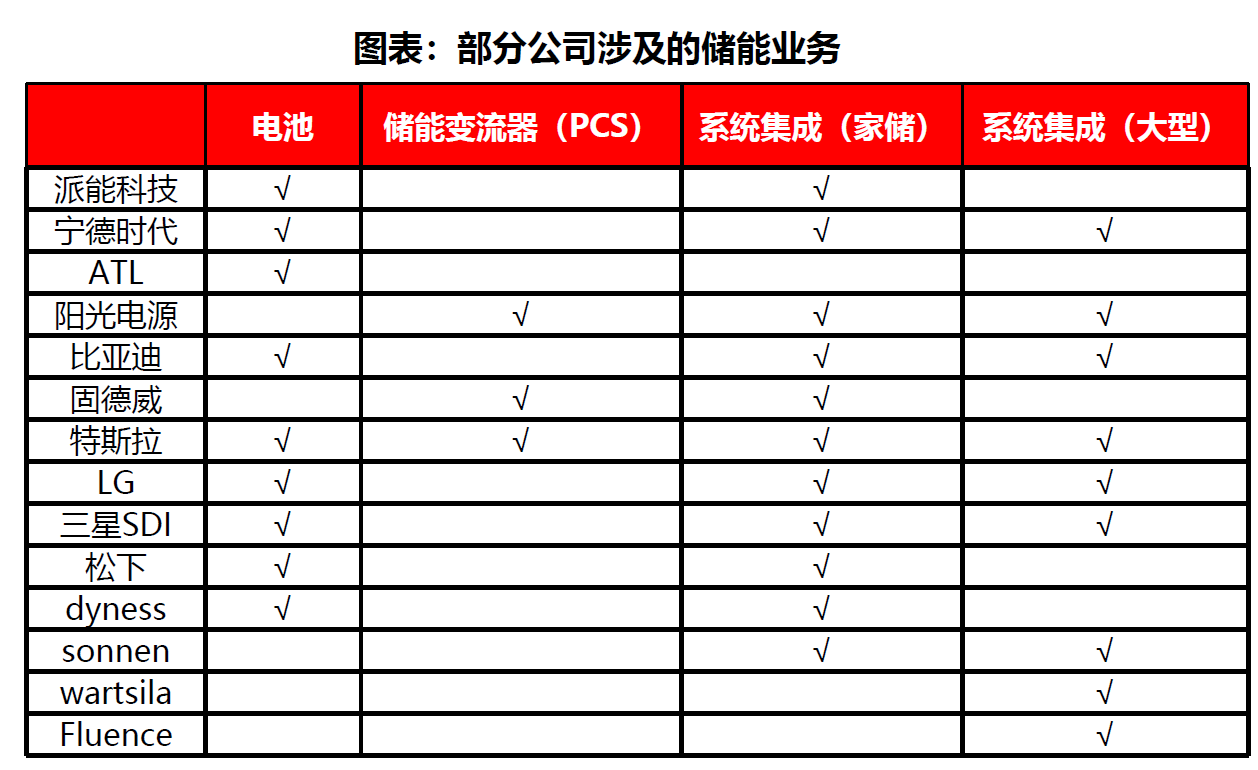 图表：部分公司涉及的储能业务
电池 储能变流器（PCS） 系统集成（家储） 系统集成（大型）
派能科技 √ √
宁德时代 √ √ √
ATL √
阳光电源 √ √ √
比亚迪 √ √ √
固德威 √ √
特斯拉 √ √ √ √
LG √ √ √
三星SDI √ √ √
松下 √ √
dyness √ √
sonnen √ √
wartsila √
Fluence √